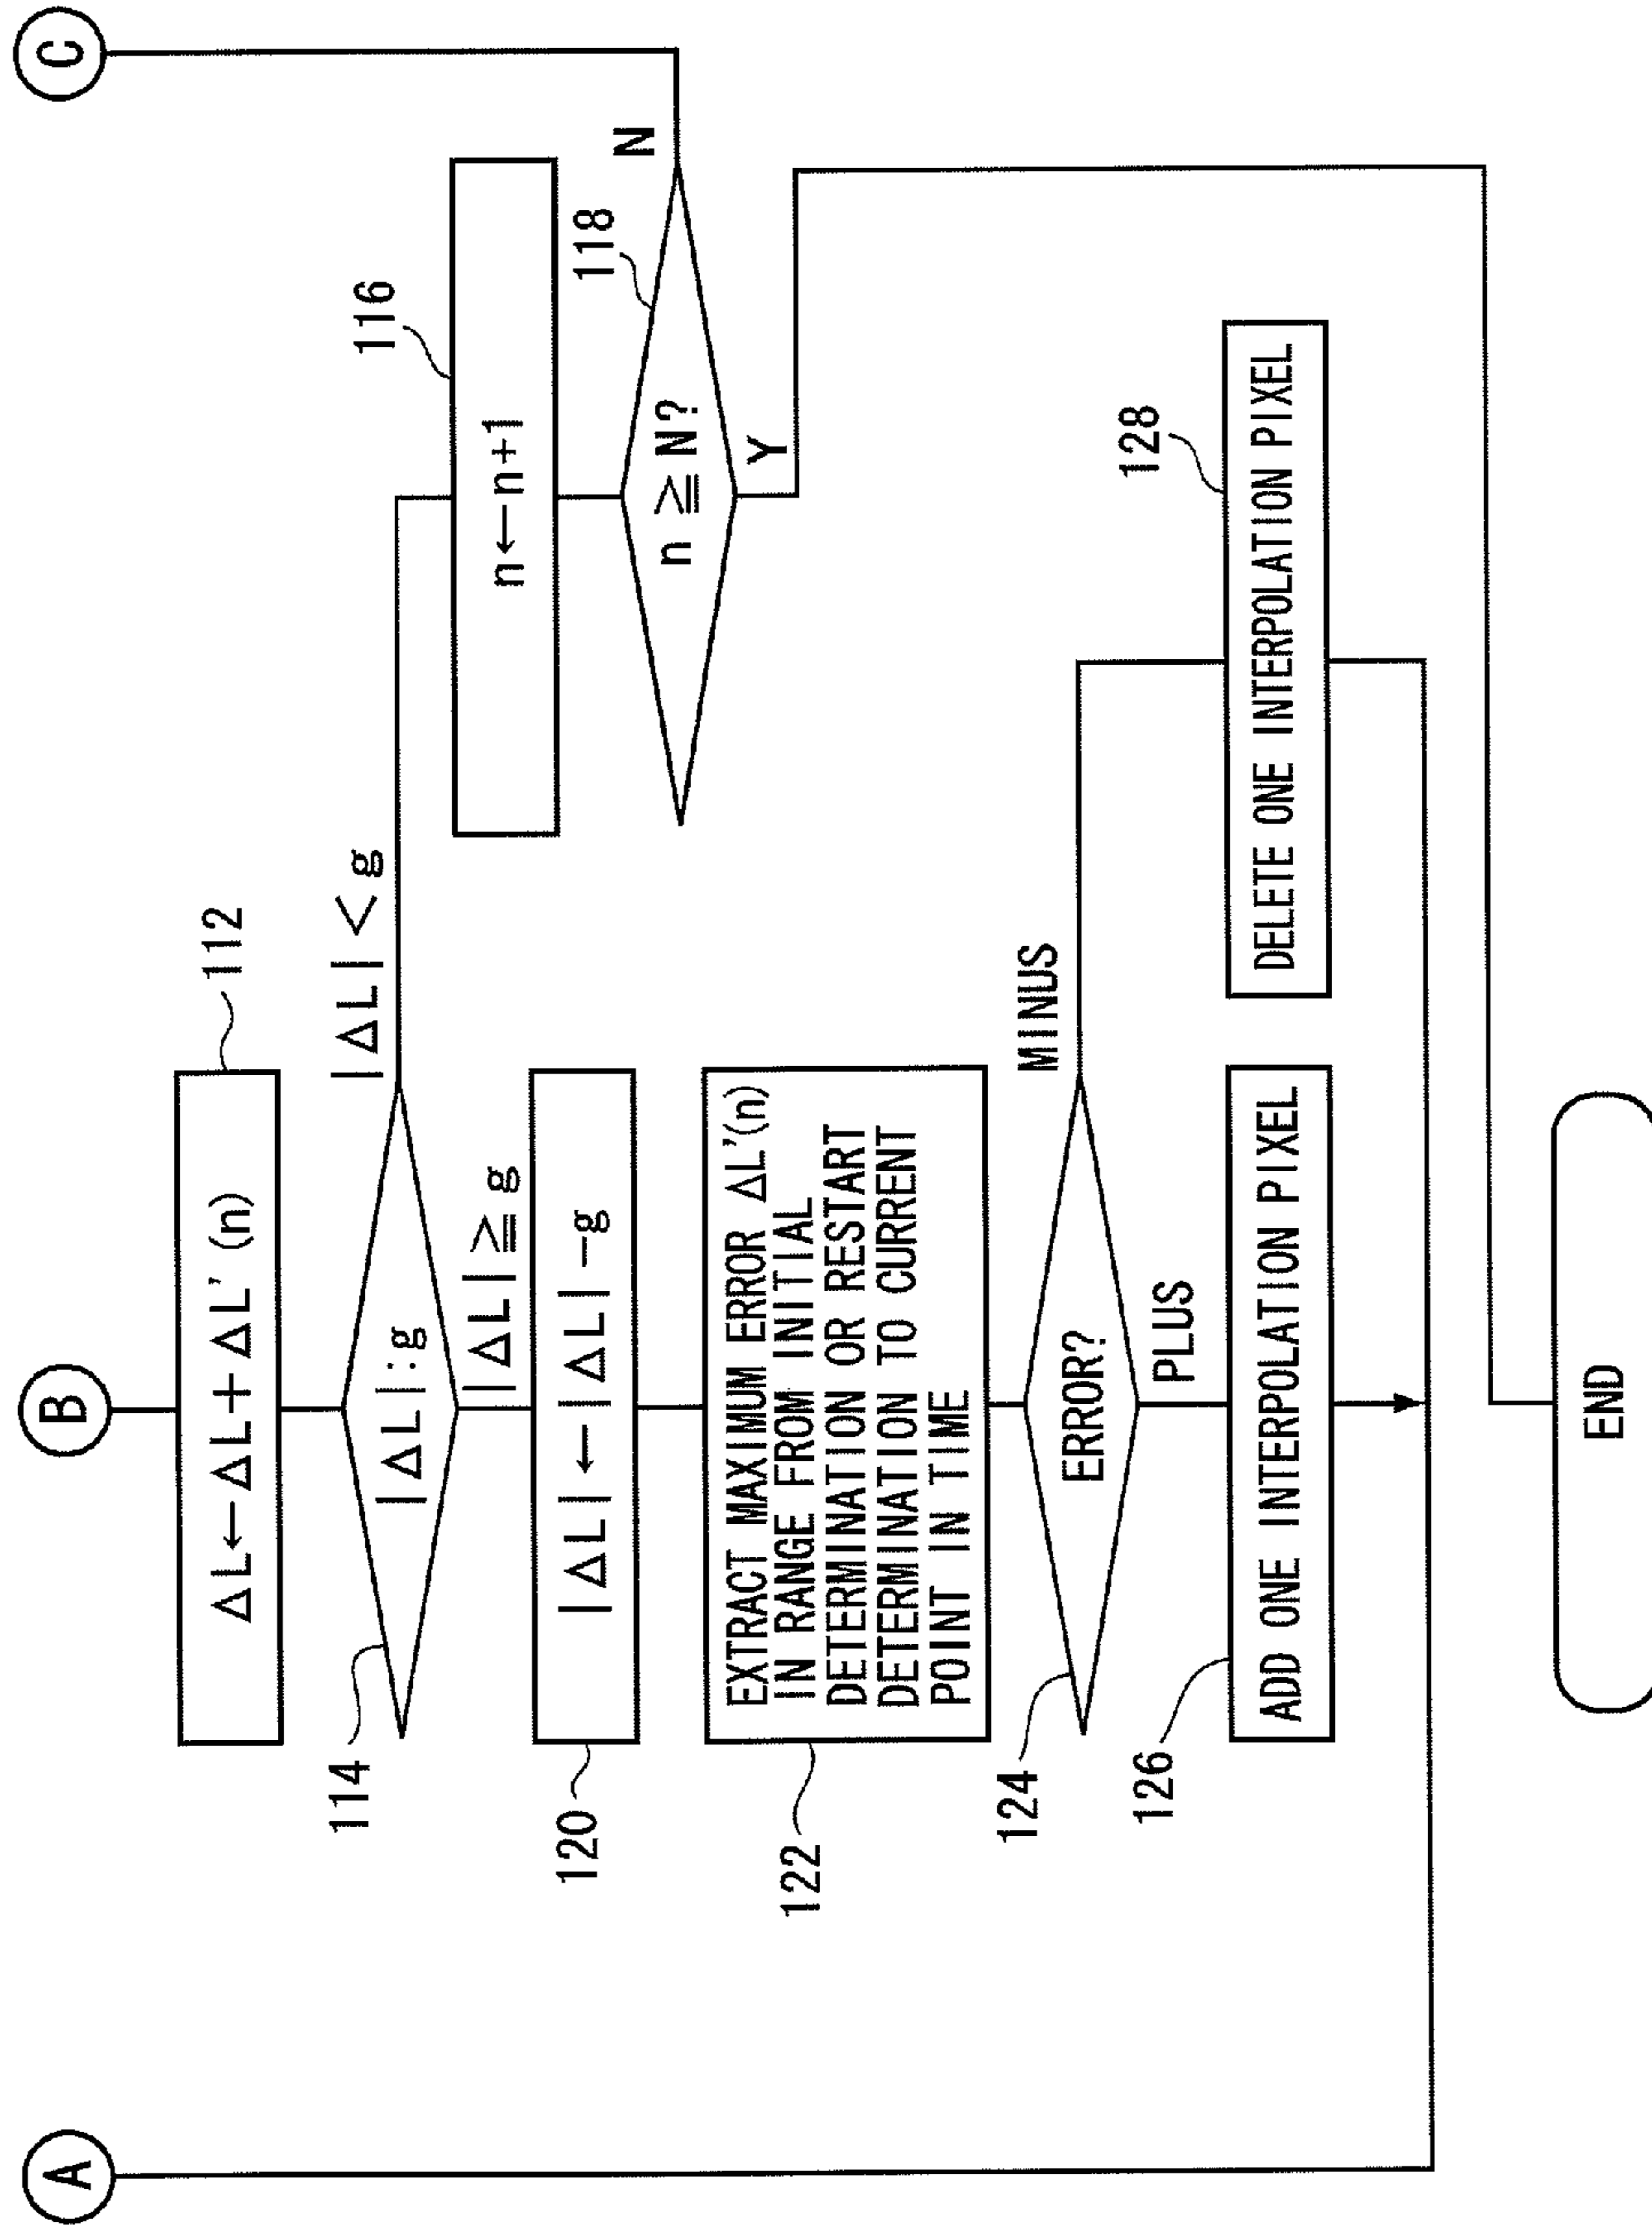 A
B
C
ΔL←ΔL+ΔL'(n)
112
|ΔL|:g
114
|ΔL|<g
|ΔL|≧g
116
n←n+1
118
n≧N?
N
Y
|ΔL|←|ΔL|-g
120
EXTRACT MAXIMUM ERROR ΔL'(n)
IN RANGE FROM INITIAL
DETERMINATION OR RESTART
DETERMINATION TO CURRENT
POINT IN TIME
122
ERROR?
124
MINUS
PLUS
126
ADD ONE INTERPOLATION PIXEL
128
DELETE ONE INTERPOLATION PIXEL
END